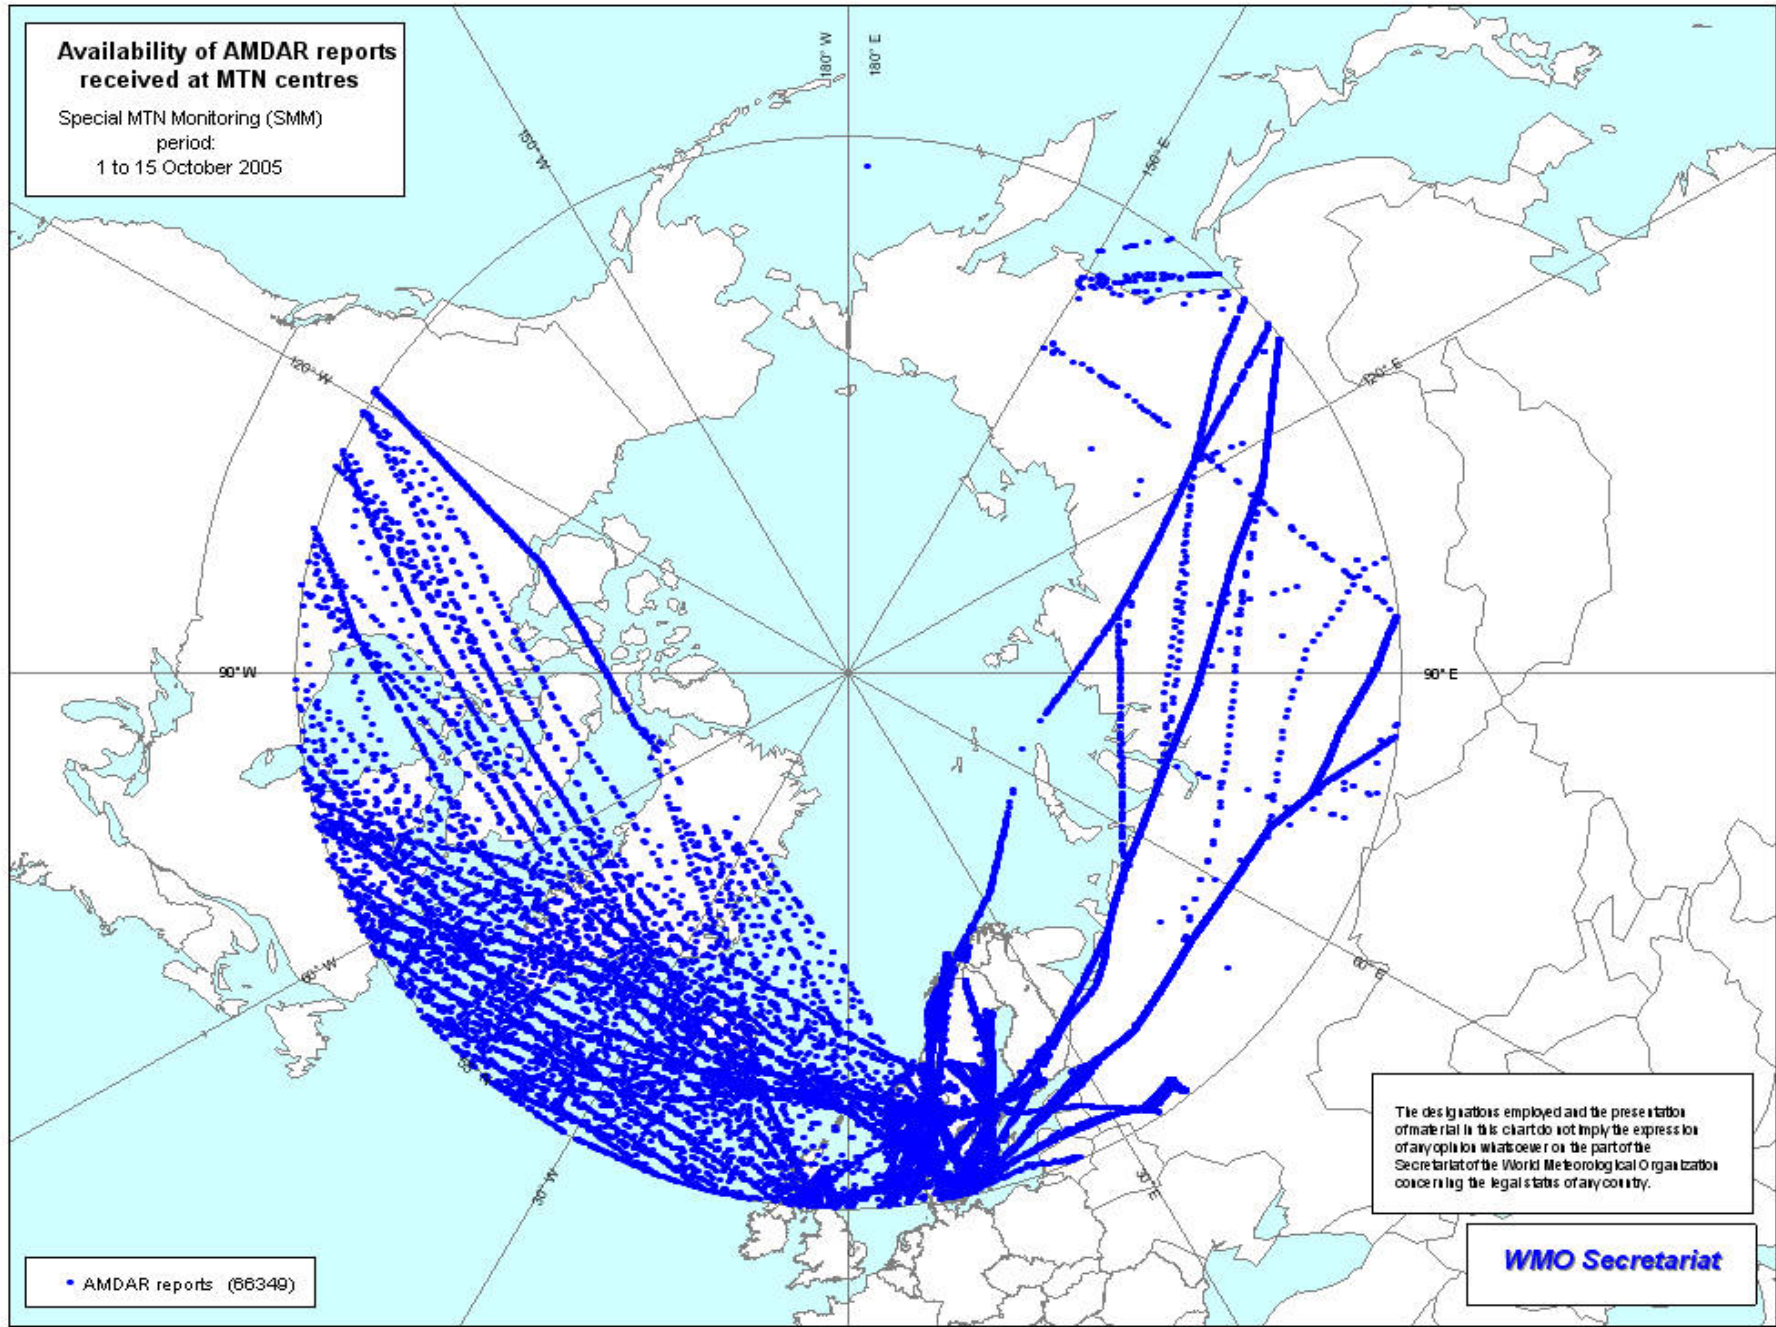 Availability of AMDAR reports
received at MTN centres
Special MTN Monitoring (SMM)
period:
1 to 15 October 2005
180° W
180° E
150° W
150° E
120° W
120° E
90° W
90° E
60° W
60° E
30° W
30° E
The designations employed and the presentation
of material in this chart do not imply the expression
of any opinion whatsoever on the part of the
Secretariat of the World Meteorological Organization
concerning the legal status of any country.
WMO Secretariat
AMDAR reports (66349)